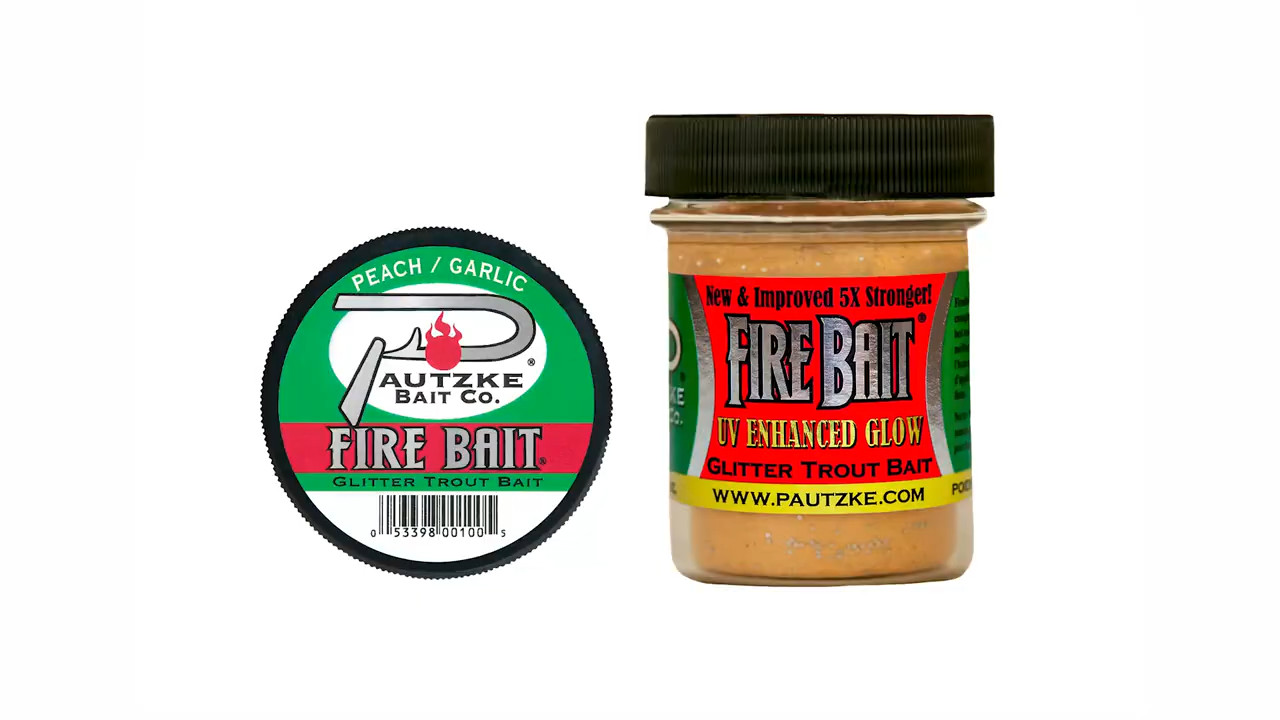 PEACH / GARLIC
PAUTZKE®
BAIT CO.
FIRE BAIT®
GLITTER TROUT BAIT
0 53398 00100 5
New & Improved 5X Stronger!
FIRE BAIT®
UV ENHANCED GLOW
GLITTER TROUT BAIT
WWW.PAUTZKE.COM